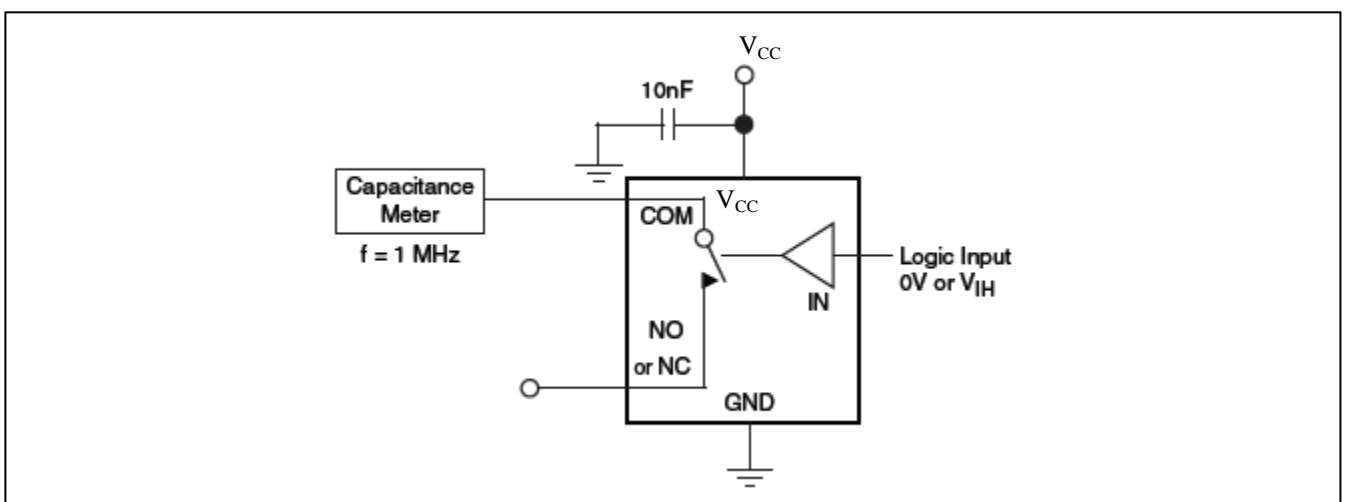 V_CC
10nF
Capacitance
Meter
f = 1 MHz
COM
V_CC
Logic Input
0V or V_IH
IN
NO
or NC
GND